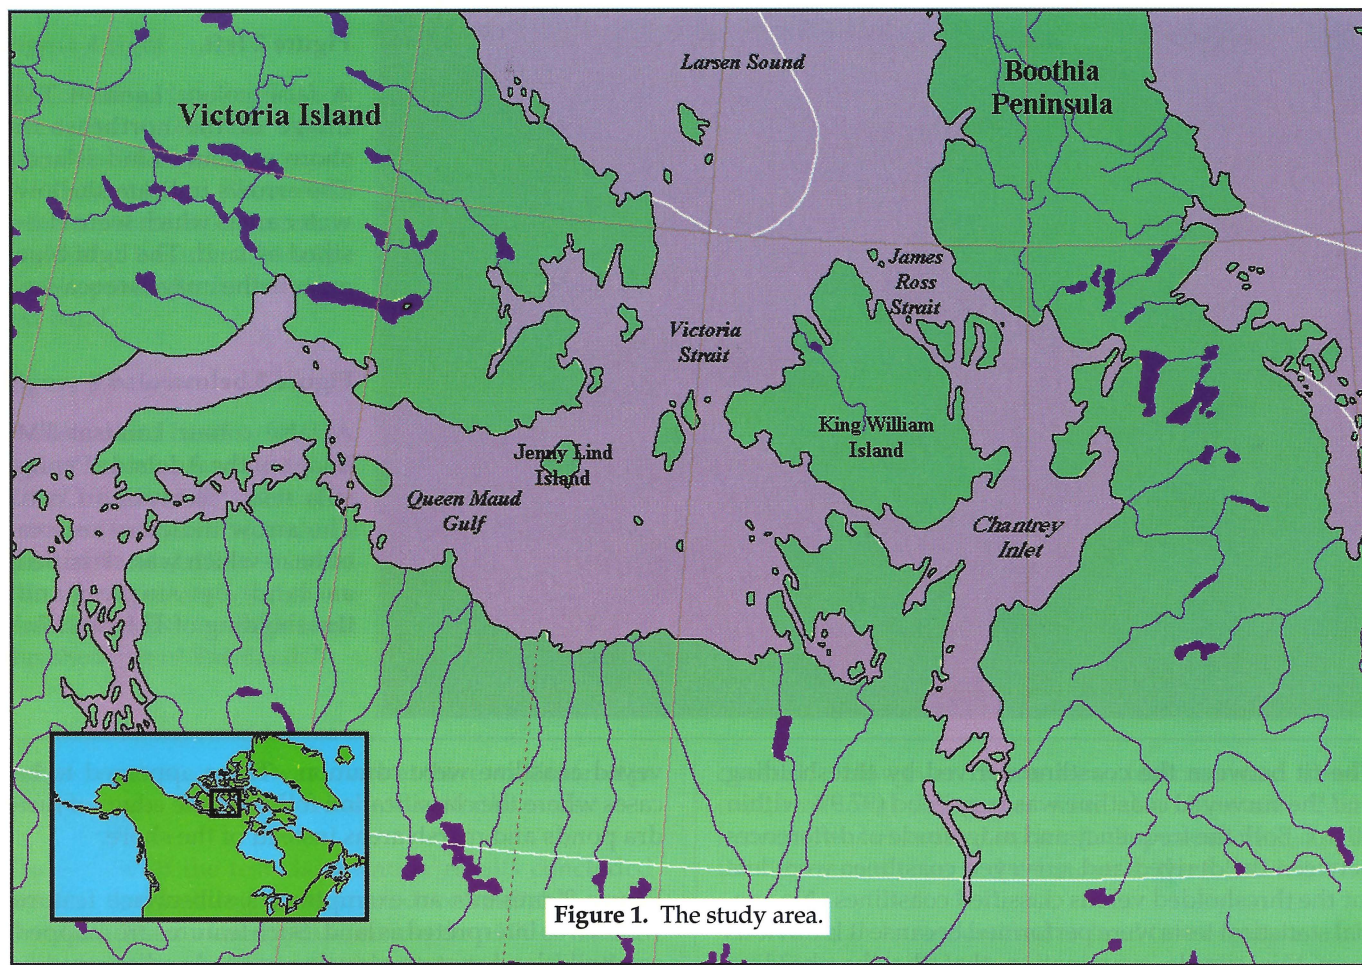 Larsen Sound
Boothia
Peninsula
Victoria Island
James
Ross
Strait
Victoria
Strait
King William
Island
Jenny Lind
Island
Queen Maud
Gulf
Chantrey
Inlet
Figure 1. The study area.